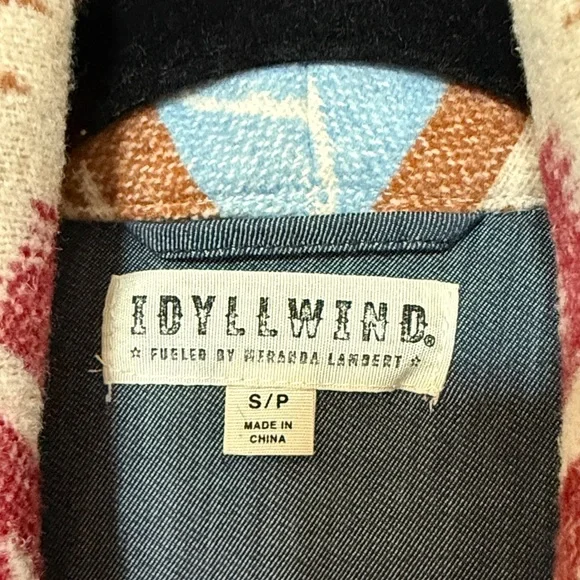 IDYLLWIND®
☆ FUELED BY MIRANDA LAMBERT ☆
S/P
MADE IN
CHINA